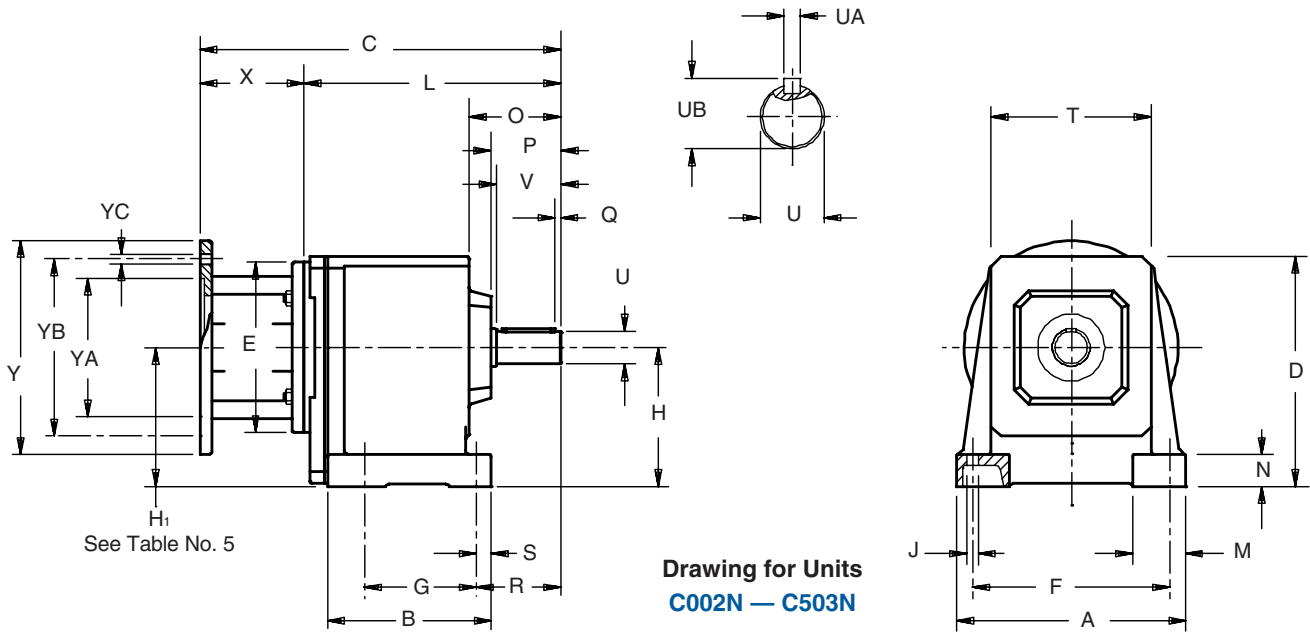 UA
C
X
L
UB
T
O
P
V
YC
Q
U
U
YB
YA
E
Y
H
D
N
H₁
See Table No. 5
S
J
M
G
R
F
B
A
Drawing for Units
C002N — C503N